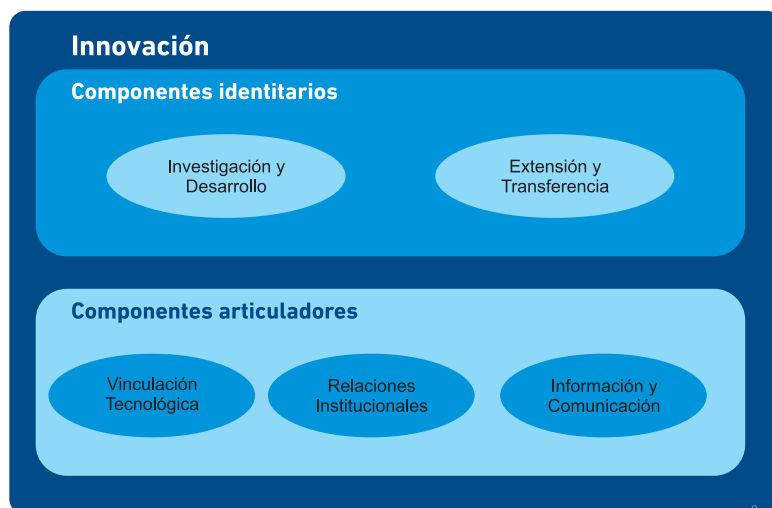 Innovación
Componentes identitarios
Investigación y
Desarrollo
Extensión y
Transferencia
Componentes articuladores
Vinculación
Tecnológica
Relaciones
Institucionales
Información y
Comunicación